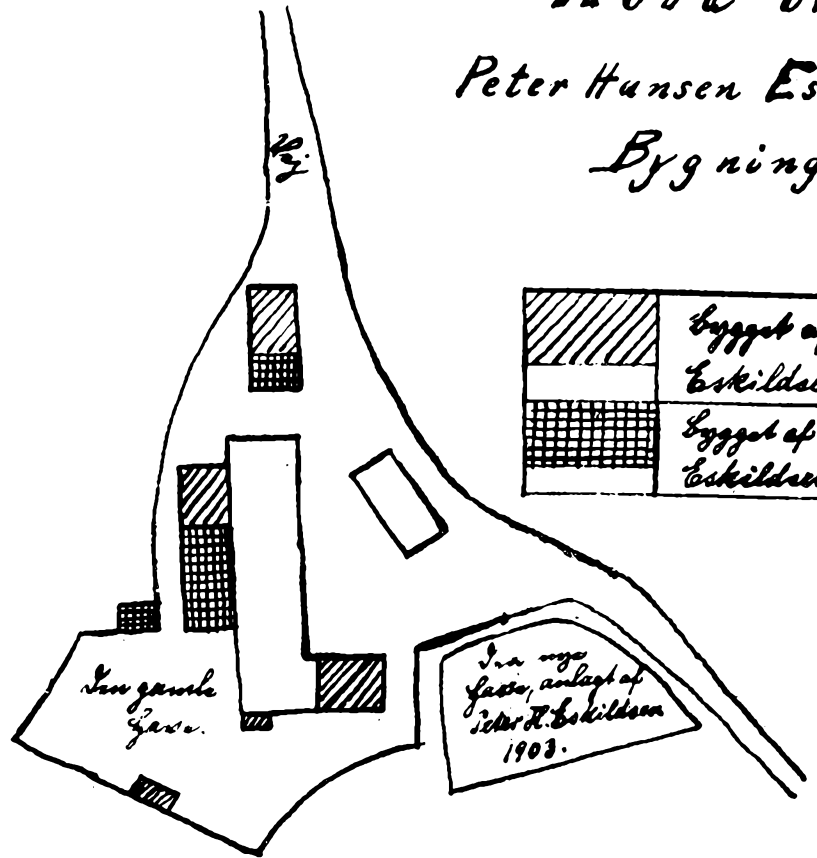 Peter Hansen Es
Bygning
Vej.
bygget af
Eskildse
bygget af
Eskildsen
Den gamle
Have.
Den nye
Have, anlagt af
Peter H. Eskildsen
1903.